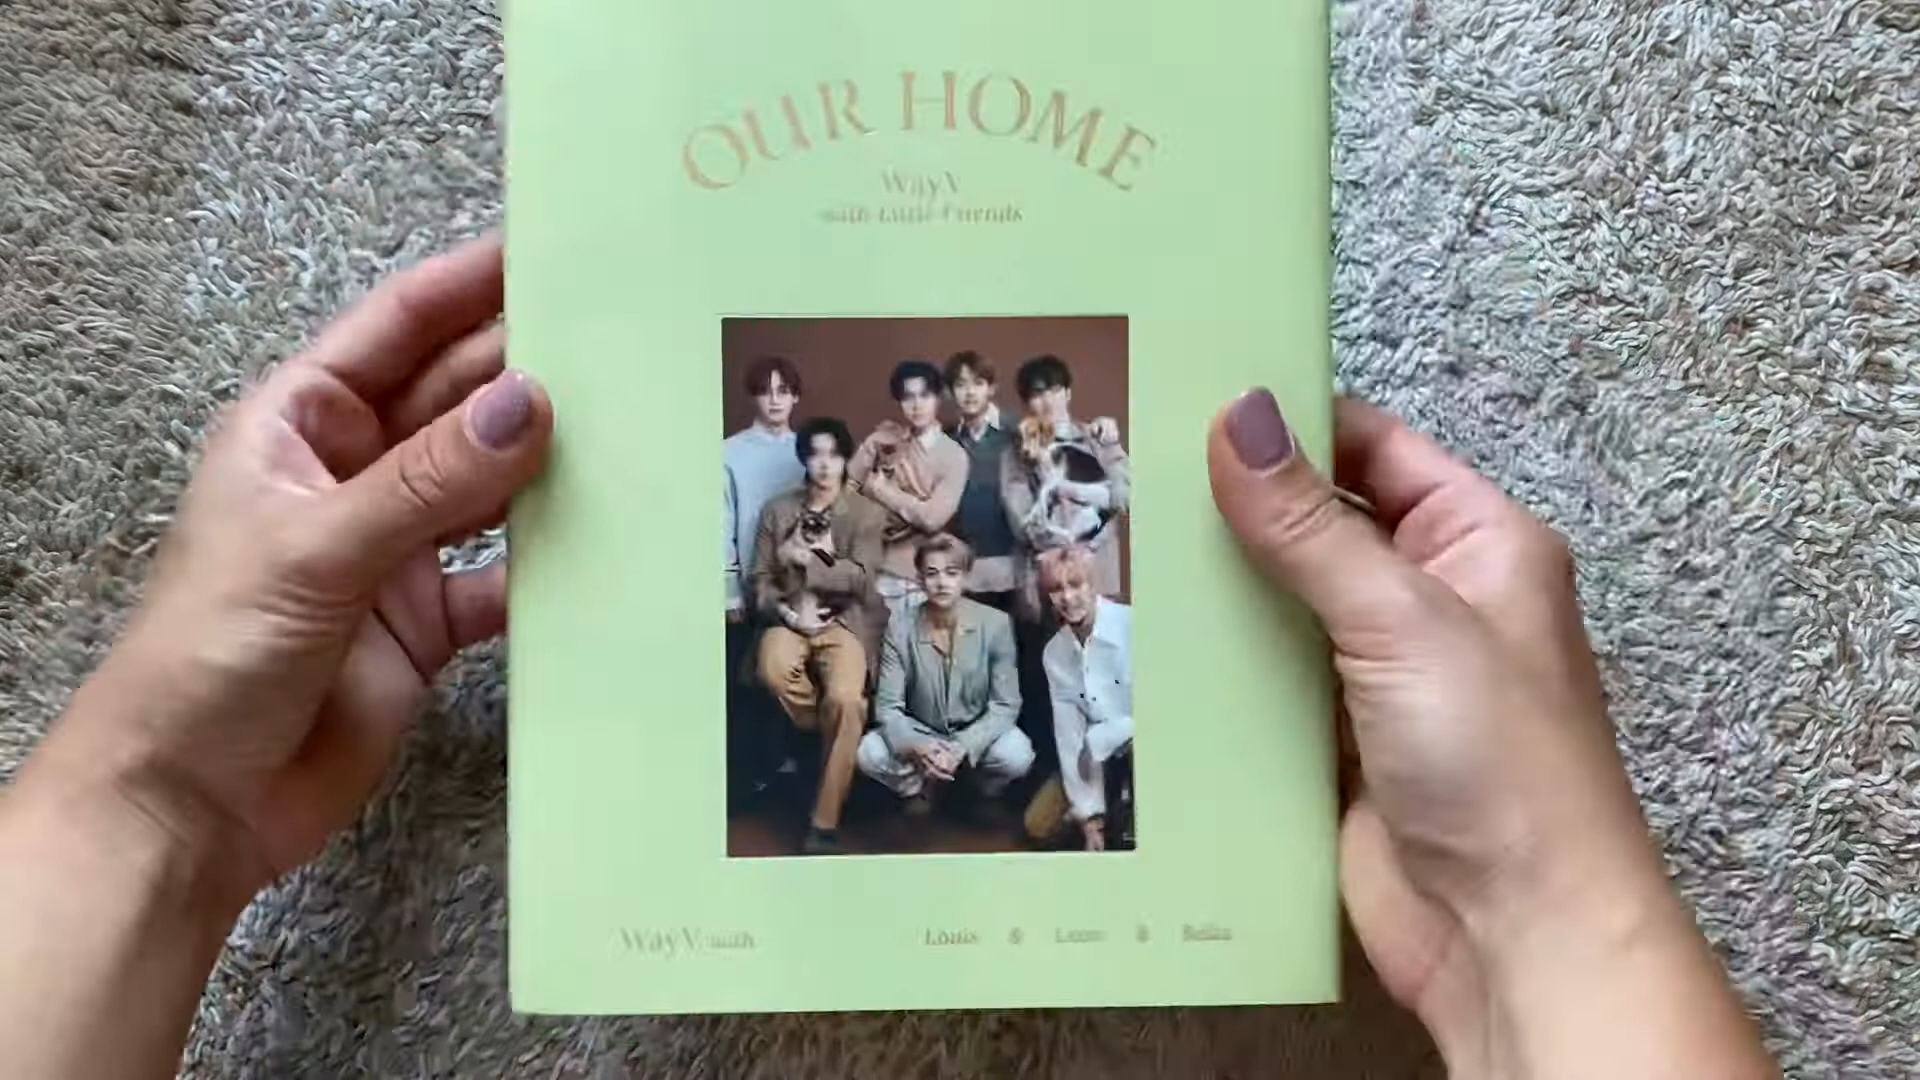 OUR HOME
WayV
with Little Friends
WayV with
Louis & Leon & Bella